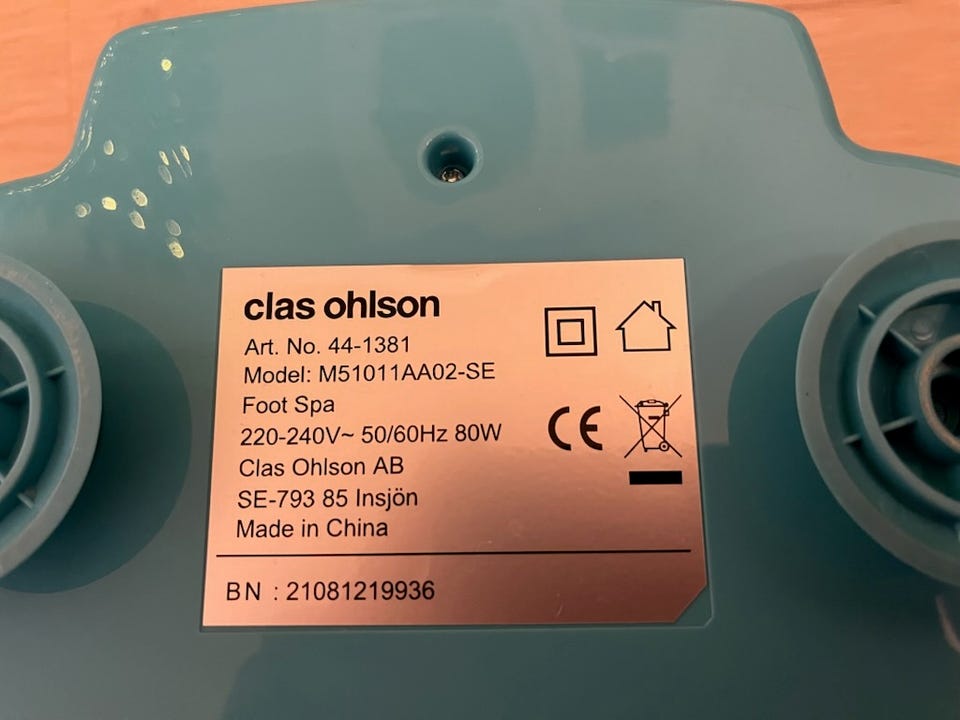 clas ohlson
Art. No. 44-1381
Model: M51011AA02-SE
Foot Spa
220-240V~ 50/60Hz 80W
Clas Ohlson AB
SE-793 85 Insjön
Made in China
CE
BN : 21081219936